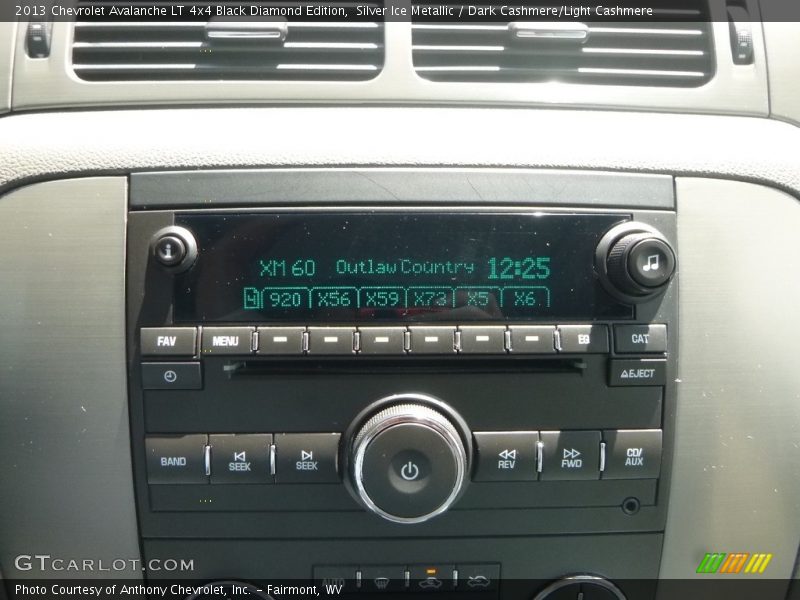 2013 Chevrolet Avalanche LT 4x4 Black Diamond Edition, Silver Ice Metallic / Dark Cashmere/Light Cashmere
XM 60 Outlaw Country 12:25
4 920 X56 X59 X73 X5 X6
FAV MENU EQ CAT
EJECT
BAND SEEK SEEK REV FWD CD/AUX
AUTO
GTCARLOT.COM
Photo Courtesy of Anthony Chevrolet, Inc. - Fairmont, WV